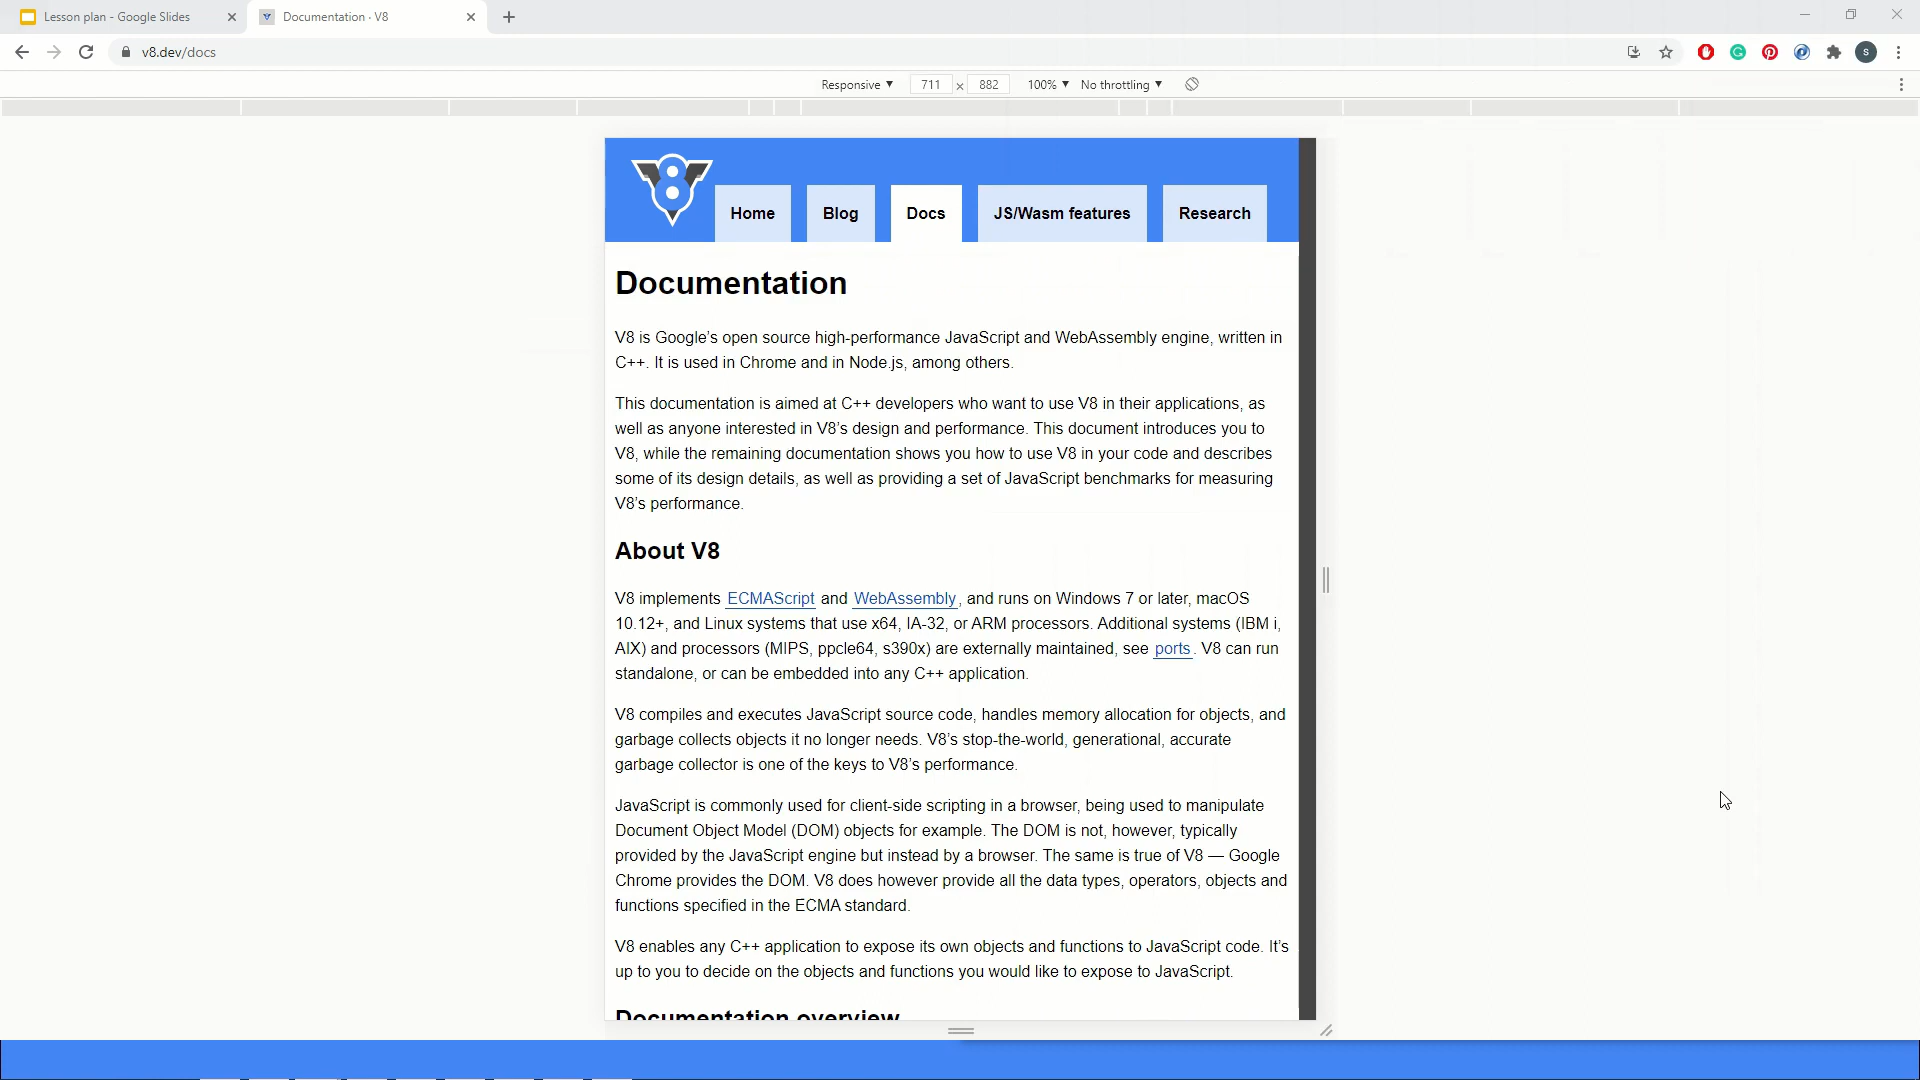 Lesson plan - Google Slides
Documentation · V8
v8.dev/docs
S
Responsive 711 x 882 100% No throttling
V8
Home Blog Docs JS/Wasm features Research
Documentation
V8 is Google’s open source high-performance JavaScript and WebAssembly engine, written in
C++. It is used in Chrome and in Node.js, among others.
This documentation is aimed at C++ developers who want to use V8 in their applications, as
well as anyone interested in V8’s design and performance. This document introduces you to
V8, while the remaining documentation shows you how to use V8 in your code and describes
some of its design details, as well as providing a set of JavaScript benchmarks for measuring
V8’s performance.
About V8
V8 implements ECMAScript and WebAssembly, and runs on Windows 7 or later, macOS
10.12+, and Linux systems that use x64, IA-32, or ARM processors. Additional systems (IBM i,
AIX) and processors (MIPS, ppcle64, s390x) are externally maintained, see ports. V8 can run
standalone, or can be embedded into any C++ application.
V8 compiles and executes JavaScript source code, handles memory allocation for objects, and
garbage collects objects it no longer needs. V8’s stop-the-world, generational, accurate
garbage collector is one of the keys to V8’s performance.
JavaScript is commonly used for client-side scripting in a browser, being used to manipulate
Document Object Model (DOM) objects for example. The DOM is not, however, typically
provided by the JavaScript engine but instead by a browser. The same is true of V8 — Google
Chrome provides the DOM. V8 does however provide all the data types, operators, objects and
functions specified in the ECMA standard.
V8 enables any C++ application to expose its own objects and functions to JavaScript code. It’s
up to you to decide on the objects and functions you would like to expose to JavaScript.
Documentation overview